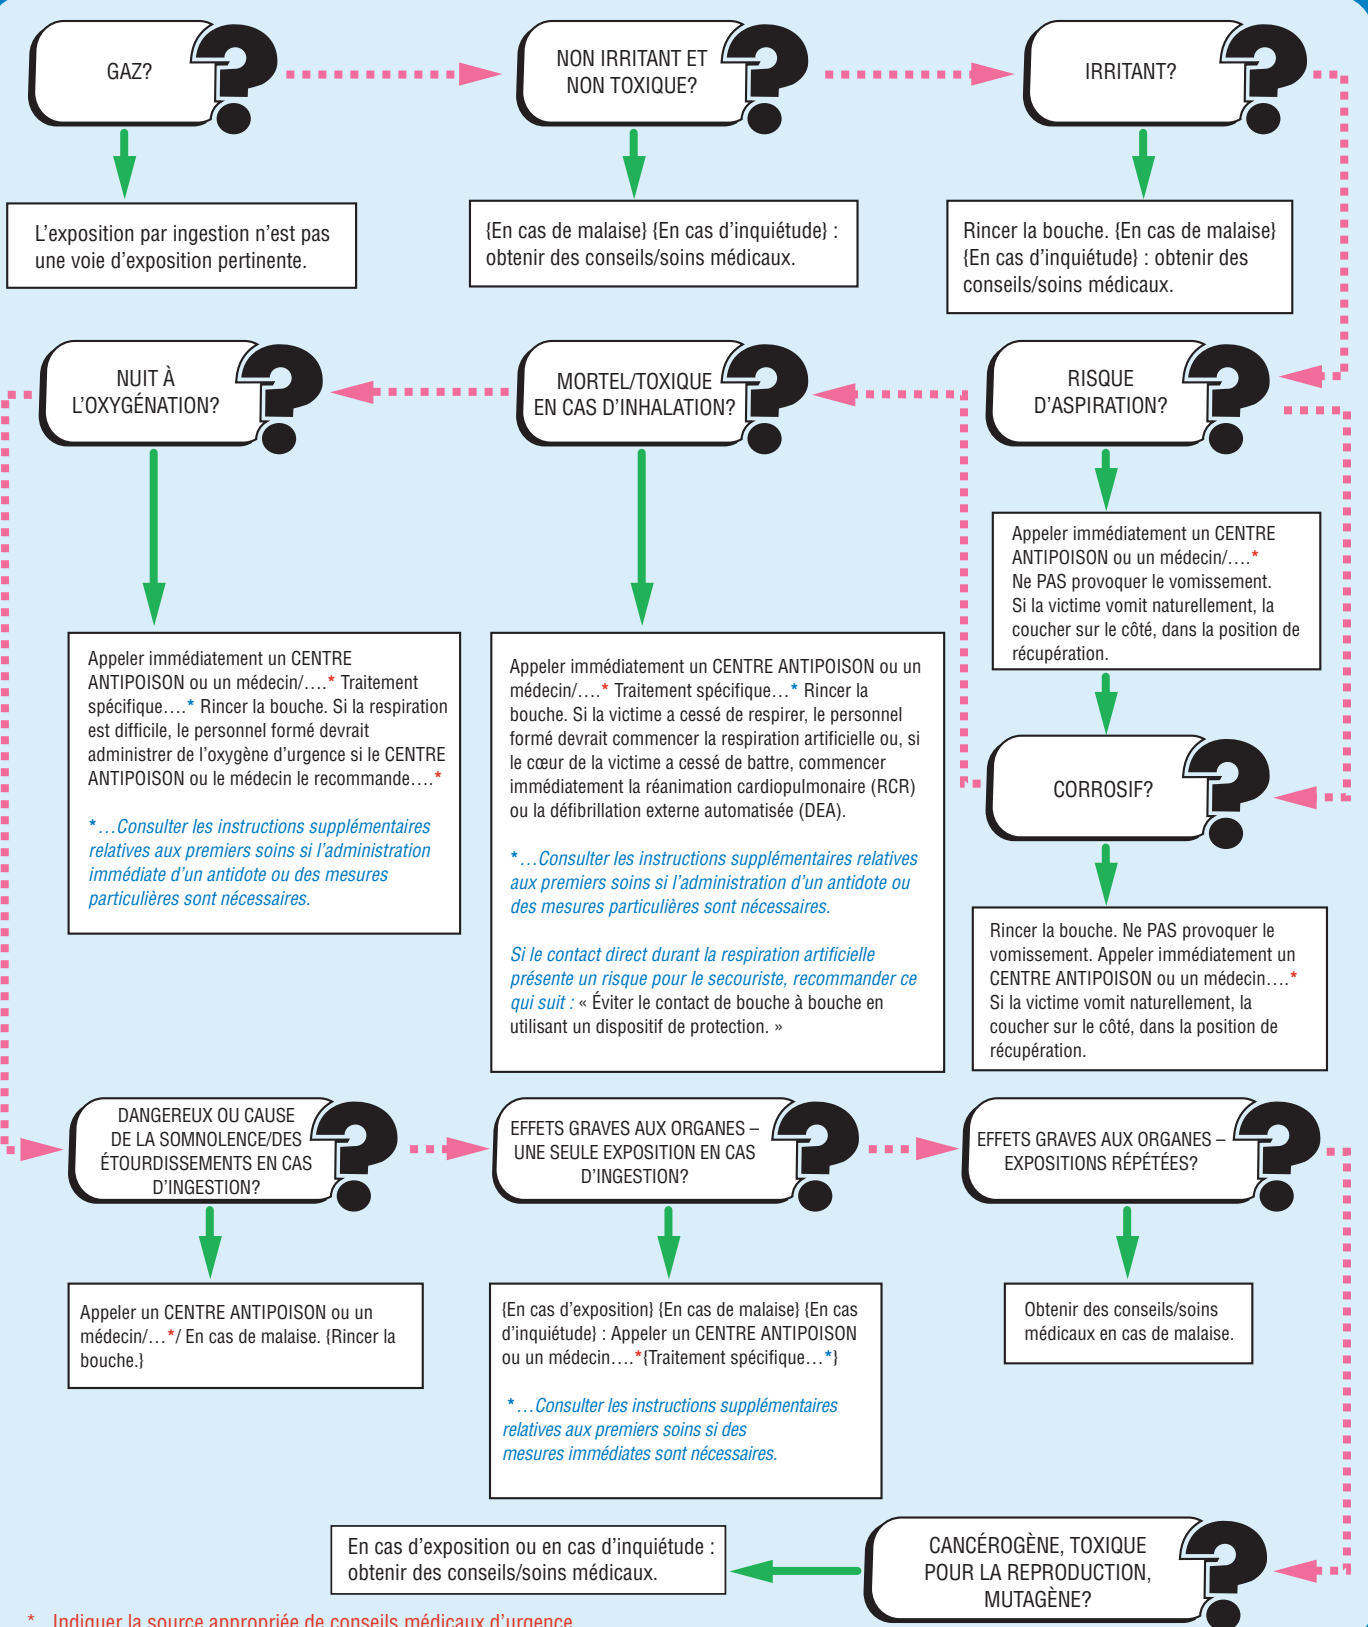 GAZ?
NON IRRITANT ET
NON TOXIQUE?
IRRITANT?
L’exposition par ingestion n’est pas
une voie d’exposition pertinente.
{En cas de malaise} {En cas d’inquiétude} :
obtenir des conseils/soins médicaux.
Rincer la bouche. {En cas de malaise}
{En cas d’inquiétude} : obtenir des
conseils/soins médicaux.
NUIT À
L’OXYGÉNATION?
MORTEL/TOXIQUE
EN CAS D’INHALATION?
RISQUE
D’ASPIRATION?
Appeler immédiatement un CENTRE
ANTIPOISON ou un médecin/….*
Ne PAS provoquer le vomissement.
Si la victime vomit naturellement, la
coucher sur le côté, dans la position de
récupération.
Appeler immédiatement un CENTRE
ANTIPOISON ou un médecin/….* Traitement
spécifique….* Rincer la bouche. Si la respiration
est difficile, le personnel formé devrait
administrer de l’oxygène d’urgence si le CENTRE
ANTIPOISON ou le médecin le recommande….*
*…Consulter les instructions supplémentaires
relatives aux premiers soins si l’administration
immédiate d’un antidote ou des mesures
particulières sont nécessaires.
Appeler immédiatement un CENTRE ANTIPOISON ou un
médecin/….* Traitement spécifique…* Rincer la
bouche. Si la victime a cessé de respirer, le personnel
formé devrait commencer la respiration artificielle ou, si
le cœur de la victime a cessé de battre, commencer
immédiatement la réanimation cardiopulmonaire (RCR)
ou la défibrillation externe automatisée (DEA).
*…Consulter les instructions supplémentaires relatives
aux premiers soins si l’administration d’un antidote ou
des mesures particulières sont nécessaires.
Si le contact direct durant la respiration artificielle
présente un risque pour le secouriste, recommander ce
qui suit : « Éviter le contact de bouche à bouche en
utilisant un dispositif de protection. »
CORROSIF?
Rincer la bouche. Ne PAS provoquer le
vomissement. Appeler immédiatement un
CENTRE ANTIPOISON ou un médecin….*
Si la victime vomit naturellement, la
coucher sur le côté, dans la position de
récupération.
DANGEREUX OU CAUSE
DE LA SOMNOLENCE/DES
ÉTOURDISSEMENTS EN CAS
D’INGESTION?
EFFETS GRAVES AUX ORGANES –
UNE SEULE EXPOSITION EN CAS
D’INGESTION?
EFFETS GRAVES AUX ORGANES –
EXPOSITIONS RÉPÉTÉES?
Appeler un CENTRE ANTIPOISON ou un
médecin/…*/ En cas de malaise. {Rincer la
bouche.}
{En cas d’exposition} {En cas de malaise} {En cas
d’inquiétude} : Appeler un CENTRE ANTIPOISON
ou un médecin….*{Traitement spécifique…*}
*…Consulter les instructions supplémentaires
relatives aux premiers soins si des
mesures immédiates sont nécessaires.
Obtenir des conseils/soins
médicaux en cas de malaise.
En cas d’exposition ou en cas d’inquiétude :
obtenir des conseils/soins médicaux.
CANCÉROGÈNE, TOXIQUE
POUR LA REPRODUCTION,
MUTAGÈNE?
* Indiquer la source appropriée de conseils médicaux d’urgence